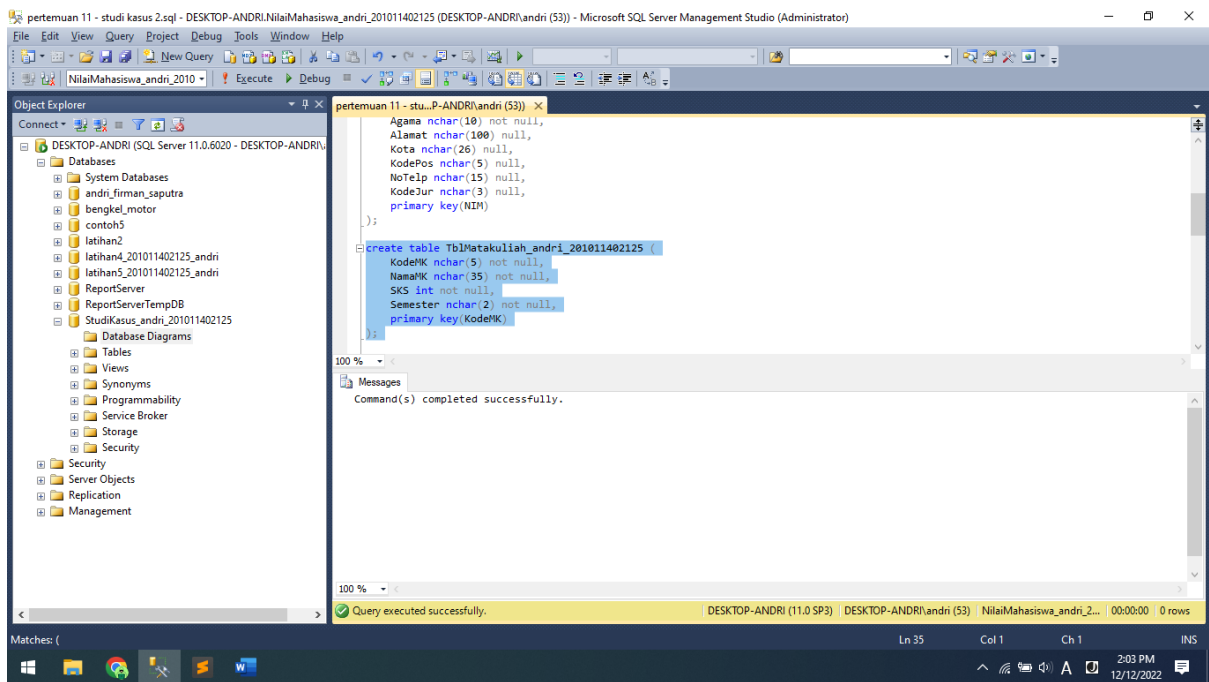 pertemuan 11 - studi kasus 2.sql - DESKTOP-ANDRI.NilaiMahasiswa_andri_201011402125 (DESKTOP-ANDRI\andri (53)) - Microsoft SQL Server Management Studio (Administrator)
File Edit View Query Project Debug Tools Window Help
New Query
NilaiMahasiswa_andri_2010 Execute Debug
Object Explorer
Connect
DESKTOP-ANDRI (SQL Server 11.0.6020 - DESKTOP-ANDRI\
Databases
System Databases
andri_firman_saputra
bengkel_motor
contoh5
latihan2
latihan4_201011402125_andri
latihan5_201011402125_andri
ReportServer
ReportServerTempDB
StudiKasus_andri_201011402125
Database Diagrams
Tables
Views
Synonyms
Programmability
Service Broker
Storage
Security
Security
Server Objects
Replication
Management
pertemuan 11 - stu...P-ANDRI\andri (53))
Agama nchar(10) not null,
Alamat nchar(100) null,
Kota nchar(26) null,
KodePos nchar(5) null,
NoTelp nchar(15) null,
KodeJur nchar(3) null,
primary key(NIM)
);
create table TblMatakuliah_andri_201011402125 (
KodeMK nchar(5) not null,
NamaMK nchar(35) not null,
SKS int not null,
Semester nchar(2) not null,
primary key(KodeMK)
);
100 %
Messages
Command(s) completed successfully.
100 %
Query executed successfully. DESKTOP-ANDRI (11.0 SP3) DESKTOP-ANDRI\andri (53) NilaiMahasiswa_andri_2... 00:00:00 0 rows
Matches: ( Ln 35 Col 1 Ch 1 INS
A J 2:03 PM
12/12/2022